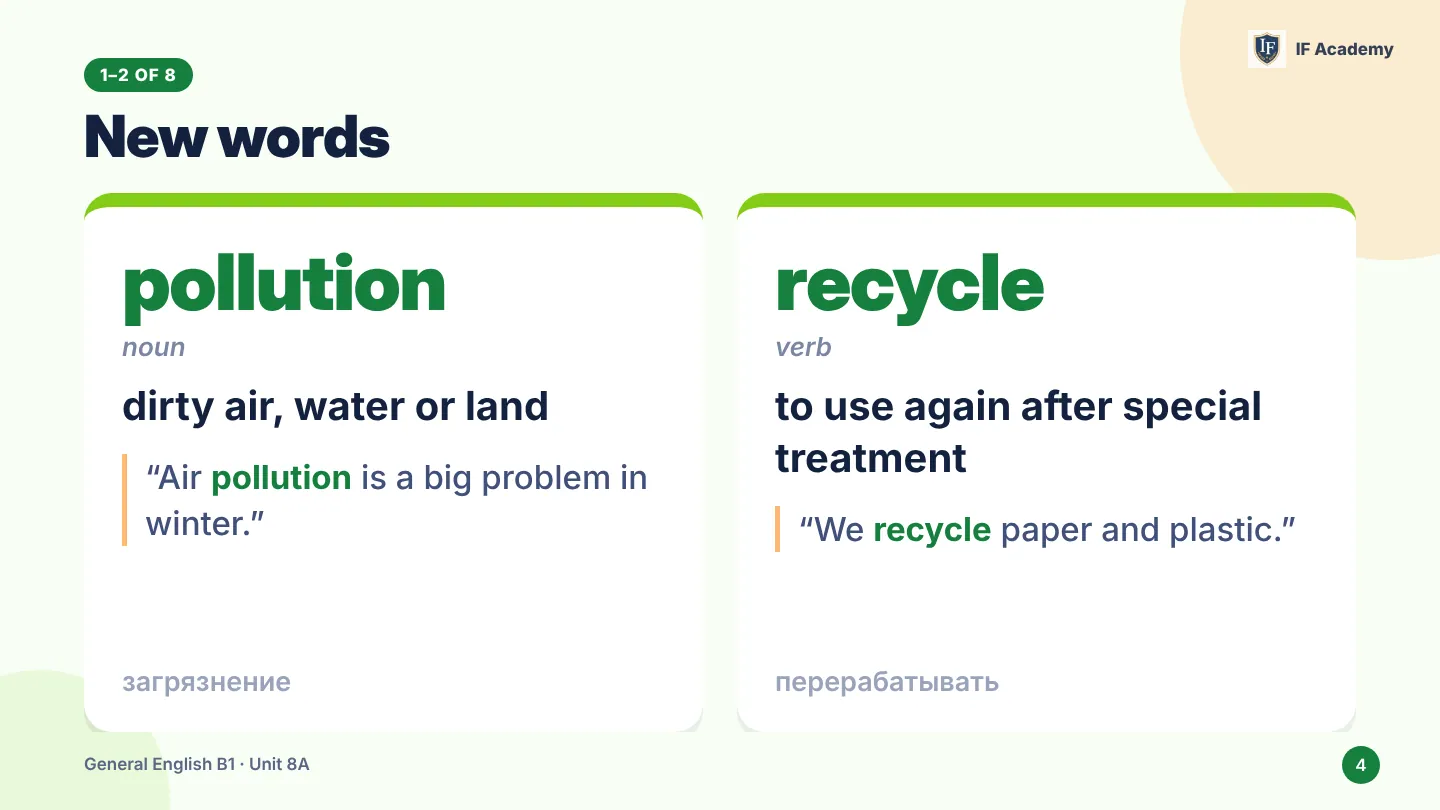 IF Academy
1–2 OF 8
New words
pollution
noun
dirty air, water or land
“Air pollution is a big problem in
winter.”
загрязнение
recycle
verb
to use again after special
treatment
“We recycle paper and plastic.”
перерабатывать
General English B1 · Unit 8A
4